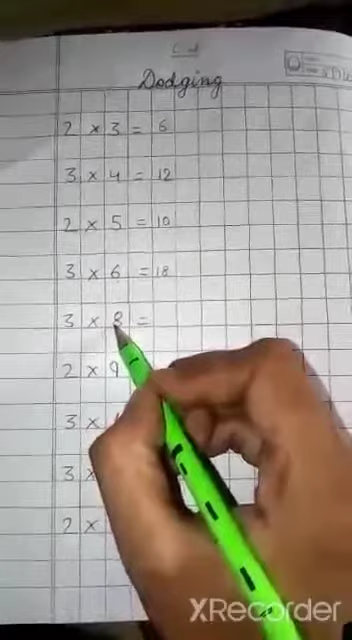 C.W
Dodging
2 × 3 = 6
3 × 4 = 12
2 × 5 = 10
3 × 6 = 18
3 × 8 =
2 × 9
3 ×
3 ×
2 ×
XRecorder